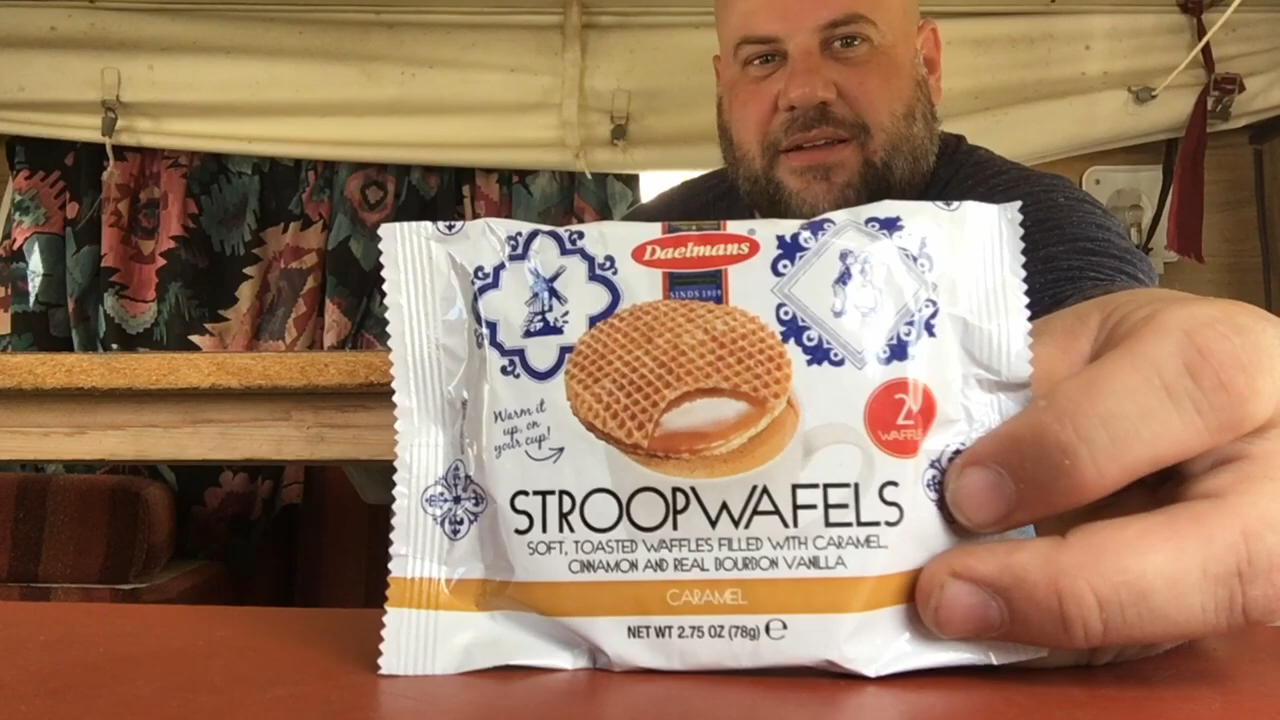 Daelmans
SINDS 1909
Warm it
up, on
your cup!
2
WAFFLES
STROOPWAFELS
SOFT, TOASTED WAFFLES FILLED WITH CARAMEL,
CINNAMON AND REAL BOURBON VANILLA
CARAMEL
NET WT 2.75 OZ (78g) ℮